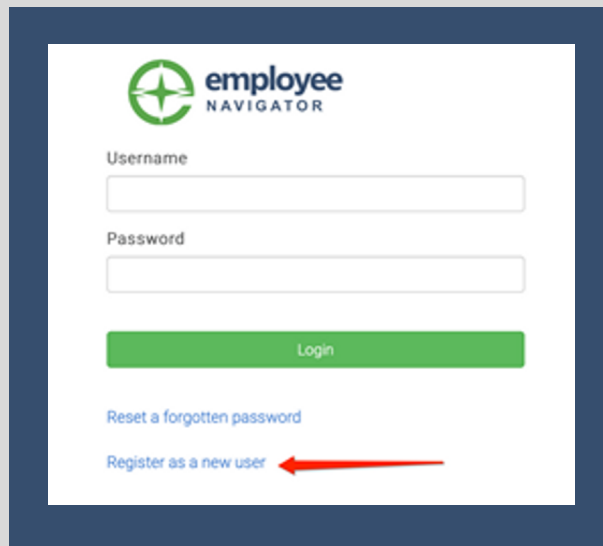 employee
NAVIGATOR
Username
Password
Login
Reset a forgotten password
Register as a new user